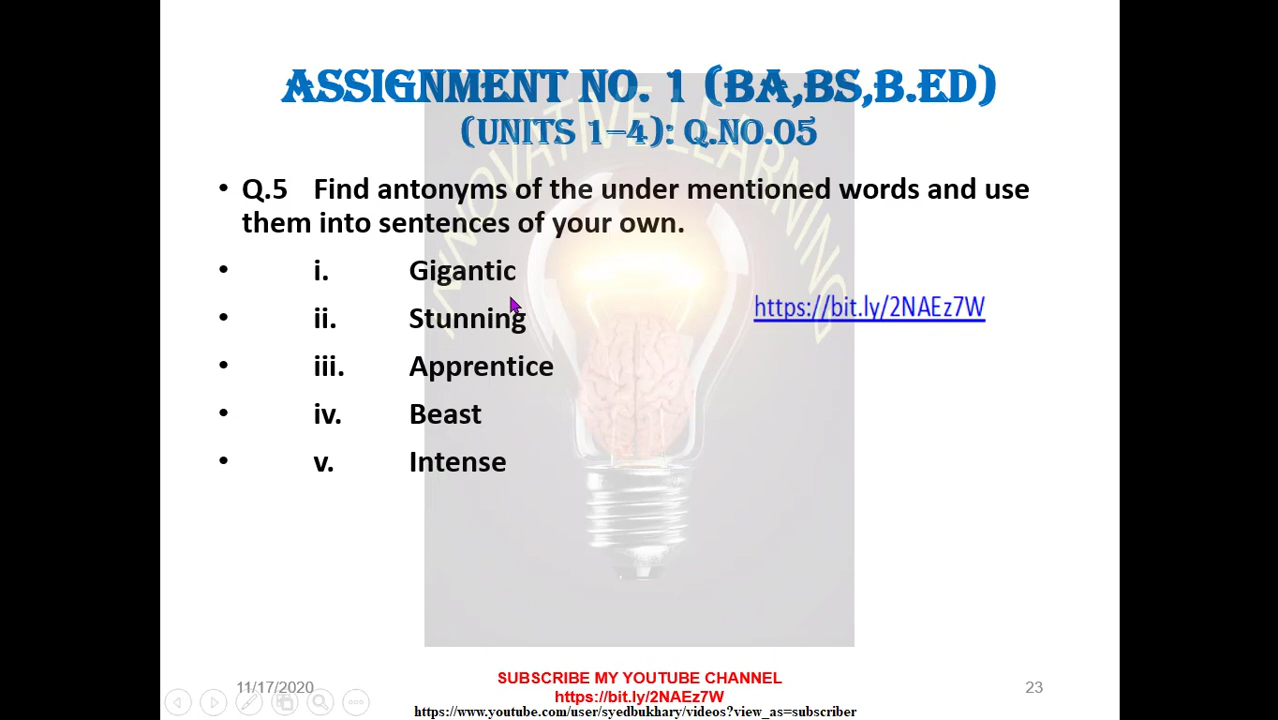 ASSIGNMENT NO. 1 (BA,BS,B.ED)
(UNITS 1–4): Q.NO.05
INNOVATIVE LEARNING
• Q.5 Find antonyms of the under mentioned words and use
them into sentences of your own.
• i. Gigantic
• ii. Stunning
https://bit.ly/2NAEz7W
• iii. Apprentice
• iv. Beast
• v. Intense
11/17/2020
SUBSCRIBE MY YOUTUBE CHANNEL
https://bit.ly/2NAEz7W
https://www.youtube.com/user/syedbukhary/videos?view_as=subscriber
23